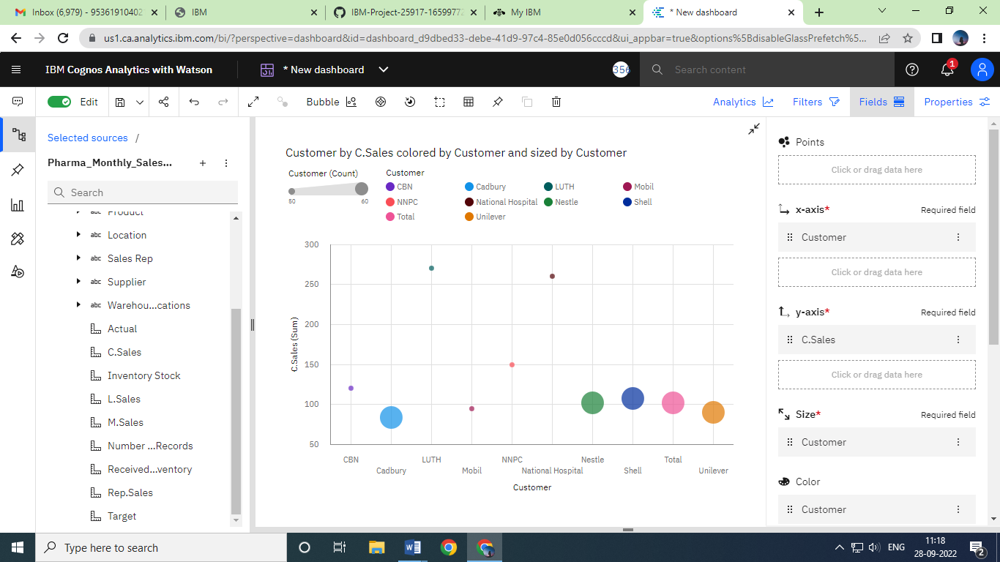 Inbox (6,979) - 95361910402
IBM
IBM-Project-25917-16599772
My IBM
* New dashboard
us1.ca.analytics.ibm.com/bi/?perspective=dashboard&id=dashboard_d9dbed33-debe-41d9-97c4-85e0d056cccd&ui_appbar=true&options%5BdisableGlassPrefetch%5...
IBM Cognos Analytics with Watson
* New dashboard
356
Search content
1
Edit
Bubble
Analytics
Filters
Fields
Properties
Selected sources /
Pharma_Monthly_Sales...
Search
abc Product
abc Location
abc Sales Rep
abc Supplier
abc Warehou...cations
Actual
C.Sales
Inventory Stock
L.Sales
M.Sales
Number ...Records
Received...ventory
Rep.Sales
Target
Customer by C.Sales colored by Customer and sized by Customer
Customer (Count)
50 60
Customer
CBN Cadbury LUTH Mobil
NNPC National Hospital Nestle Shell
Total Unilever
C.Sales (Sum)
300
250
200
150
100
50
CBN LUTH NNPC Nestle Total
Cadbury Mobil National Hospital Shell Unilever
Customer
Points
Click or drag data here
x-axis* Required field
Customer
Click or drag data here
y-axis* Required field
C.Sales
Click or drag data here
Size* Required field
Customer
Color
Customer
Type here to search
ENG
11:18
28-09-2022
2